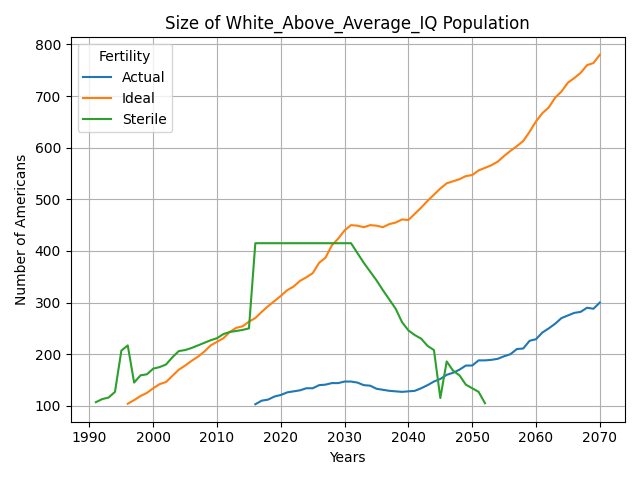 Size of White_Above_Average_IQ Population
Fertility
Actual
Ideal
Sterile
Number of Americans
800
700
600
500
400
300
200
100
1990 2000 2010 2020 2030 2040 2050 2060 2070
Years